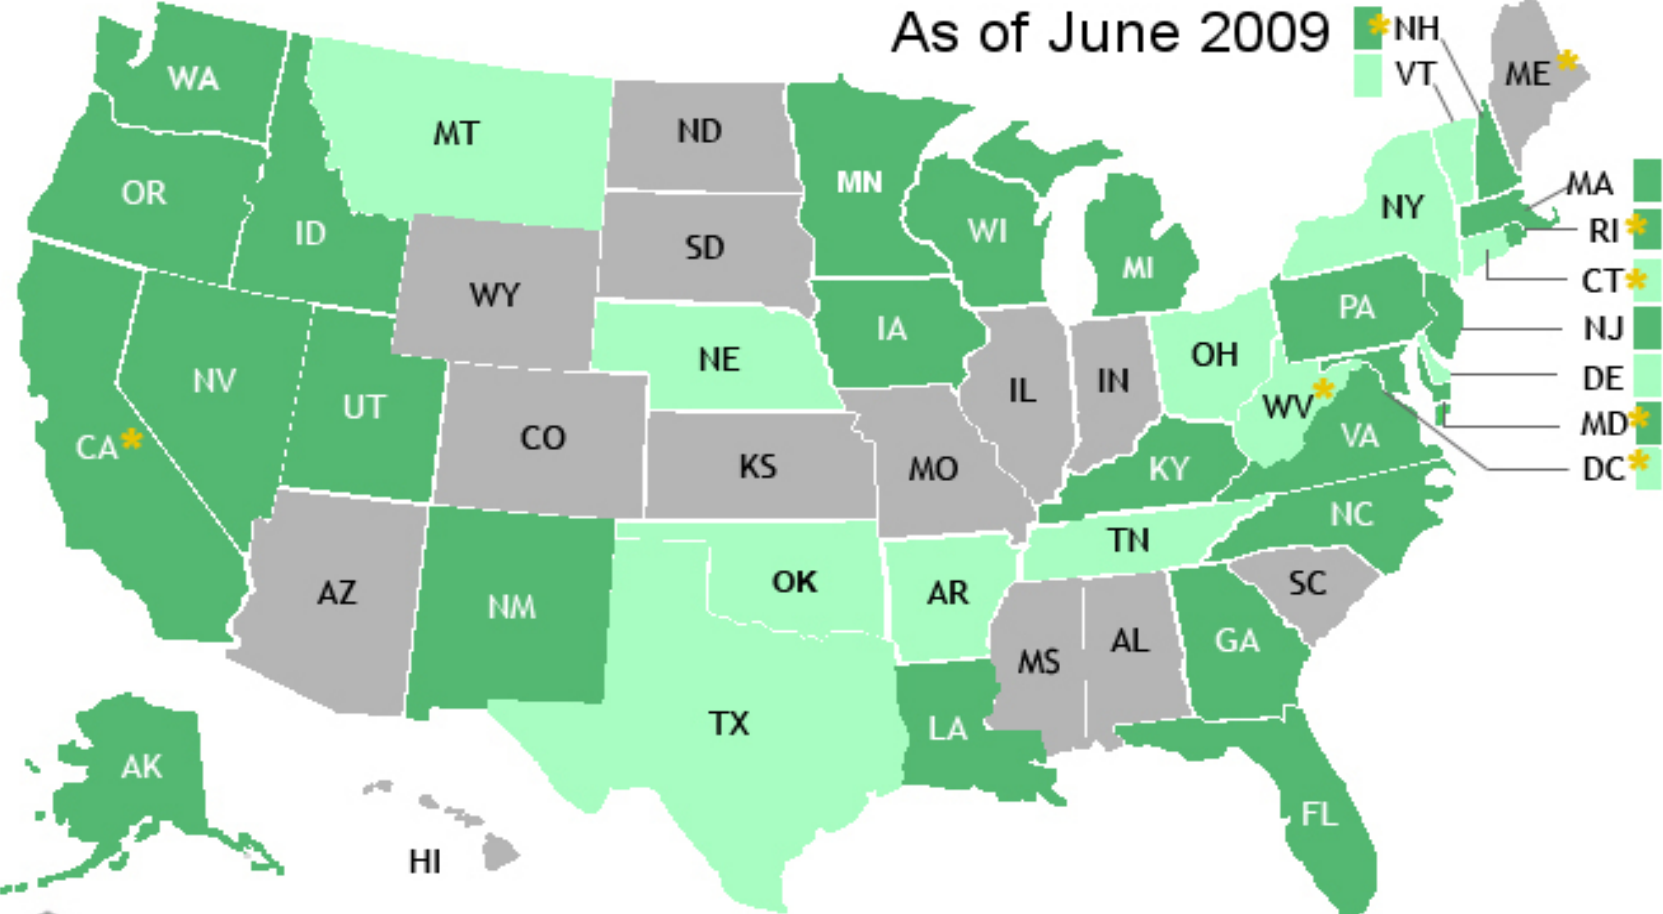 As of June 2009
*NH
VT
ME*
WA
MT
ND
MN
OR
ID
SD
WI
MI
NY
MA
RI*
CT*
NJ
DE
MD*
DC*
WY
IA
PA
NE
OH
NV
UT
CO
IL
IN
WV*
VA
CA*
KS
MO
KY
NC
TN
AZ
NM
OK
AR
SC
MS
AL
GA
TX
LA
AK
FL
HI